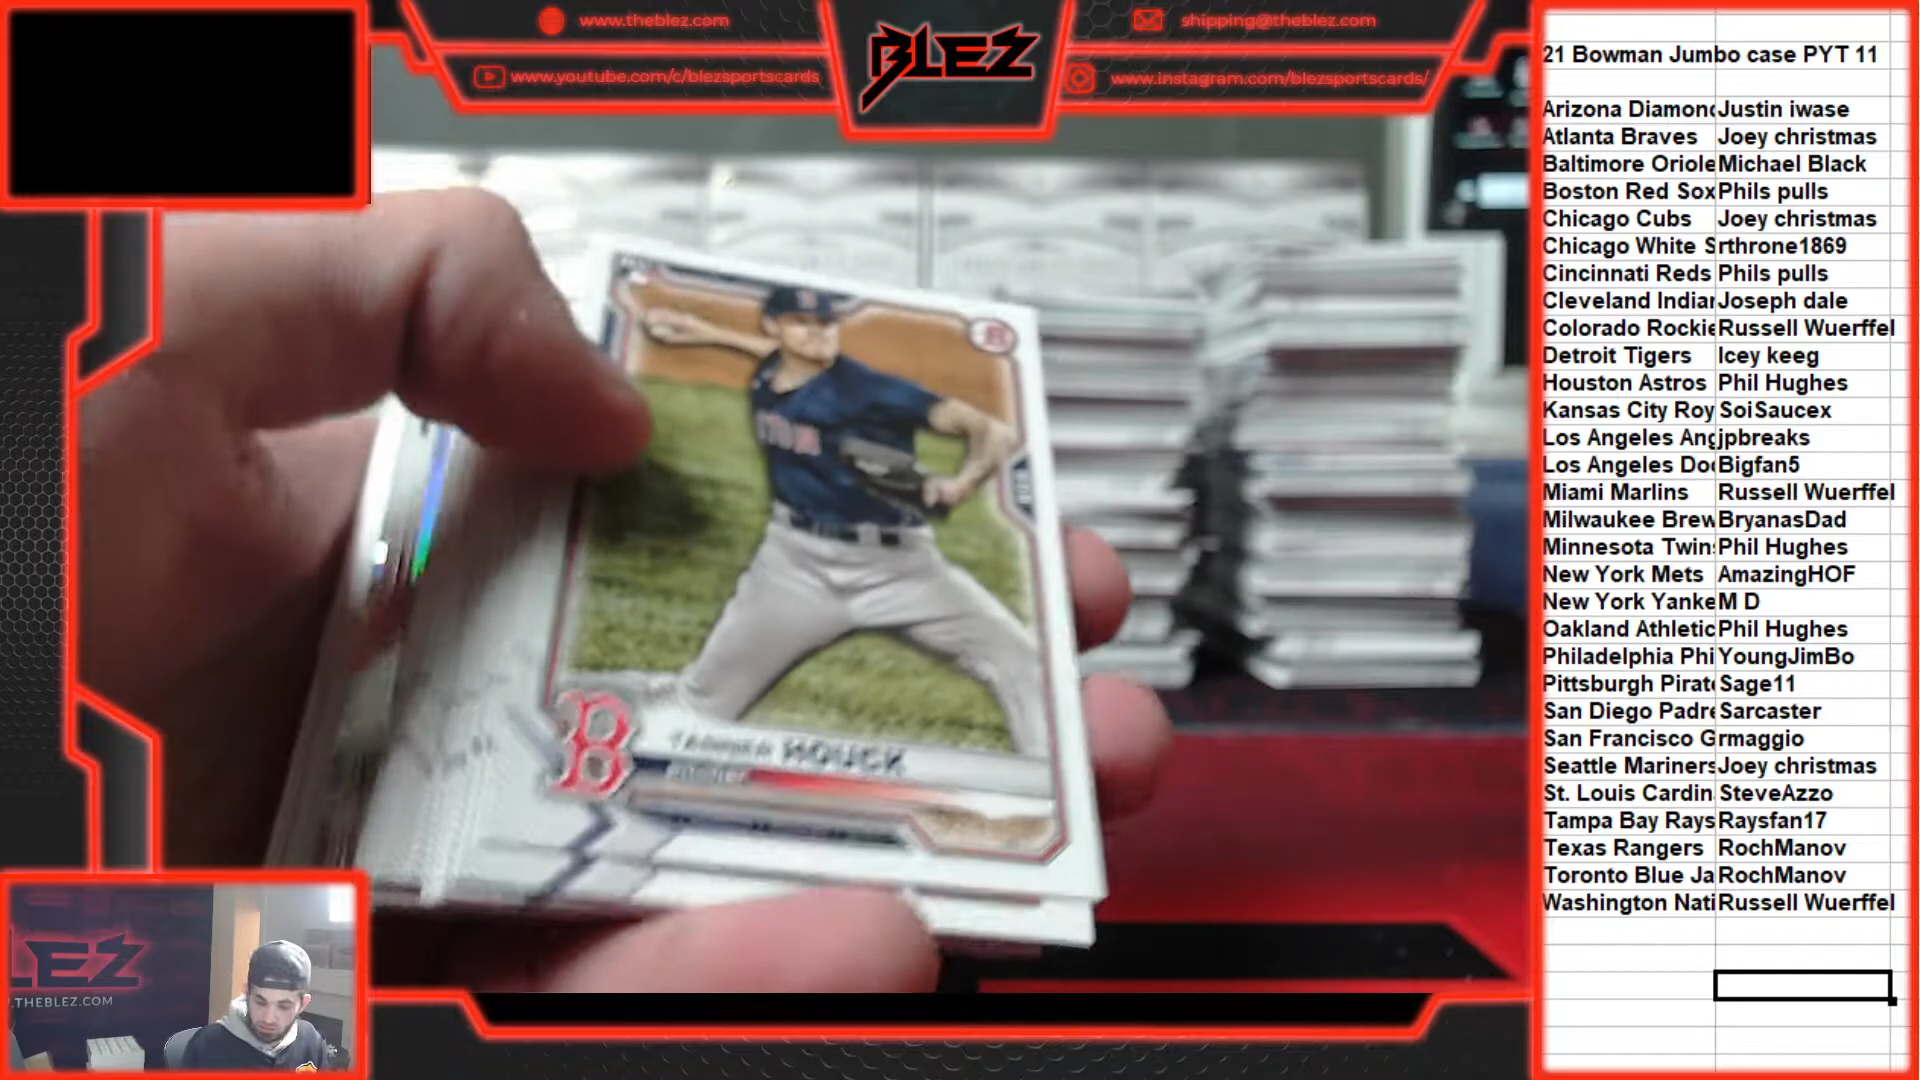 www.theblez.com
shipping@theblez.com
BLEZ
www.youtube.com/c/blezsportscards
www.instagram.com/blezsportscards/
21 Bowman Jumbo case PYT 11
Arizona Diamond Justin iwase
Atlanta Braves Joey christmas
Baltimore Oriole Michael Black
Boston Red Sox Phils pulls
Chicago Cubs Joey christmas
Chicago White S rthrone1869
Cincinnati Reds Phils pulls
Cleveland Indian Joseph dale
Colorado Rockie Russell Wuerffel
Detroit Tigers Icey keeg
Houston Astros Phil Hughes
Kansas City Roy SoiSaucex
Los Angeles Ang jpbreaks
Los Angeles Dod Bigfan5
Miami Marlins Russell Wuerffel
Milwaukee Brew BryanasDad
Minnesota Twins Phil Hughes
New York Mets AmazingHOF
New York Yanke M D
Oakland Athletic Phil Hughes
Philadelphia Phi YoungJimBo
Pittsburgh Pirate Sage11
San Diego Padre Sarcaster
San Francisco G rmaggio
Seattle Mariners Joey christmas
St. Louis Cardin SteveAzzo
Tampa Bay Rays Raysfan17
Texas Rangers RochManov
Toronto Blue Ja RochManov
Washington Nati Russell Wuerffel
B
HOUCK
LEZ
.THEBLEZ.COM